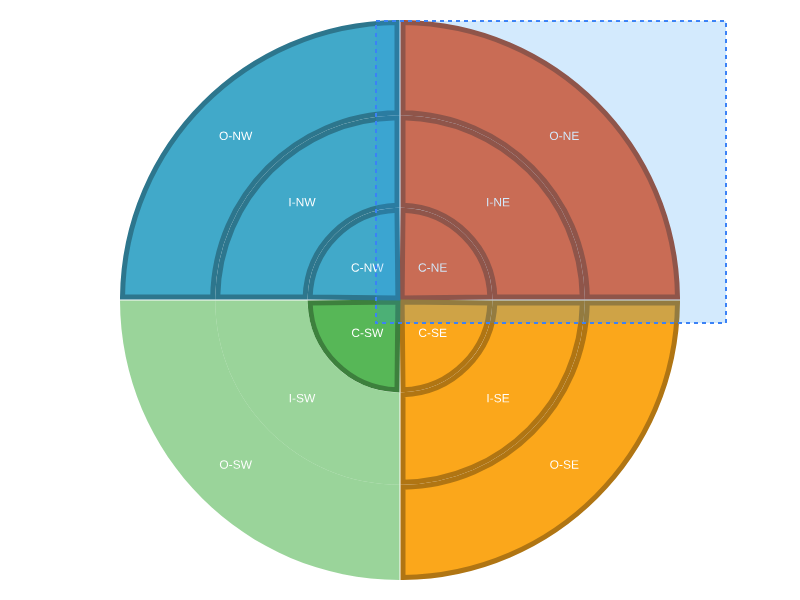 O-NW
O-NE
I-NW
I-NE
C-NW
C-NE
C-SW
C-SE
I-SW
I-SE
O-SW
O-SE